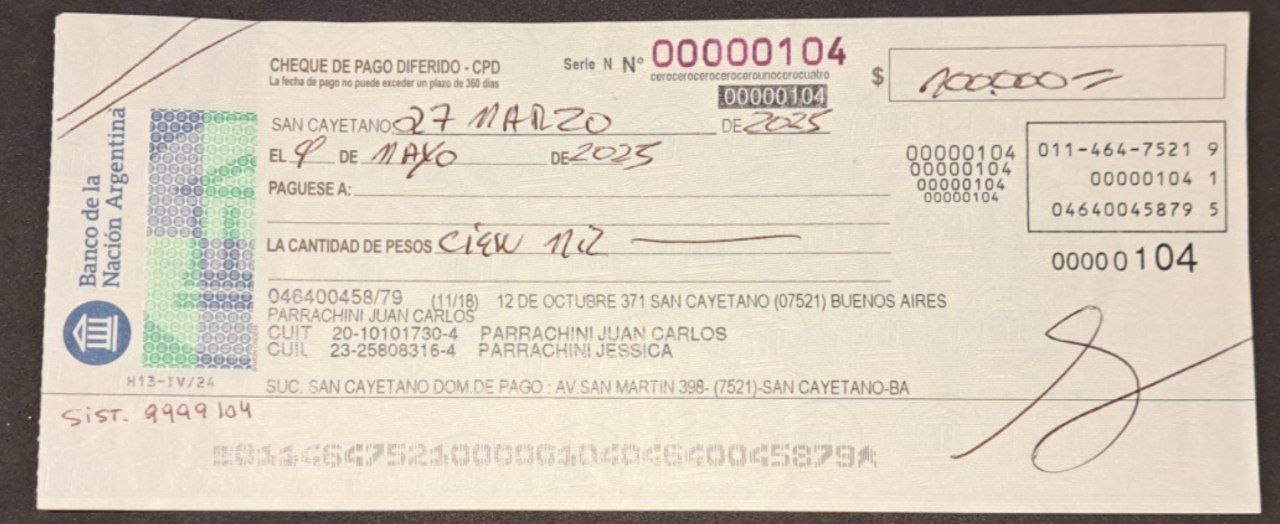 CHEQUE DE PAGO DIFERIDO - CPD
La fecha de pago no puede exceder un plazo de 360 días
Serie N Nº 00000104
cerocerocerocerocerounocerocuatro
00000104
$ 100.000=
SAN CAYETANO 27 MARZO DE 2025
EL 9 DE MAYO DE 2025
PAGUESE A:
LA CANTIDAD DE PESOS cien mil
00000104
00000104
00000104
00000104
011-464-7521 9
00000104 1
04640045879 5
00000104
Banco de la
Nación Argentina
046400458/79 (11/18) 12 DE OCTUBRE 371 SAN CAYETANO (07521) BUENOS AIRES
PARRACHINI JUAN CARLOS
CUIT 20-10101730-4 PARRACHINI JUAN CARLOS
CUIL 23-25808316-4 PARRACHINI JESSICA
H13-IV/24
SUC. SAN CAYETANO DOM.DE PAGO : AV.SAN MARTIN 398- (7521)-SAN CAYETANO-BA
SiST. 9999104
01146475210000010404640045879